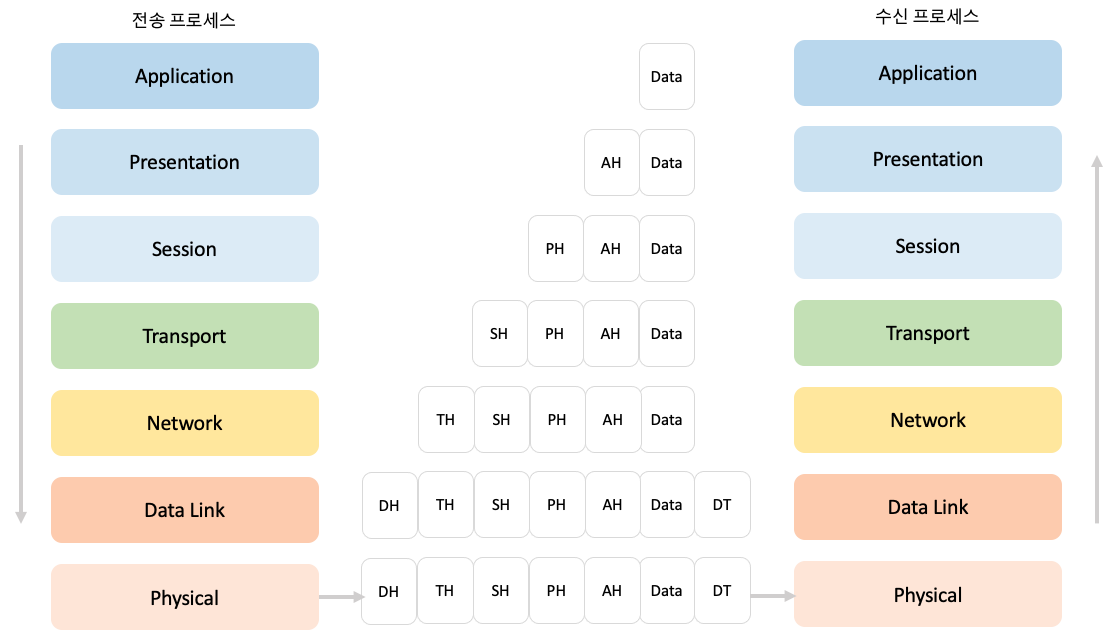 전송 프로세스
수신 프로세스
Application
Data
Application
Presentation
AH Data
Presentation
Session
PH AH Data
Session
Transport
SH PH AH Data
Transport
Network
TH SH PH AH Data
Network
Data Link
DH TH SH PH AH Data DT
Data Link
Physical
DH TH SH PH AH Data DT
Physical